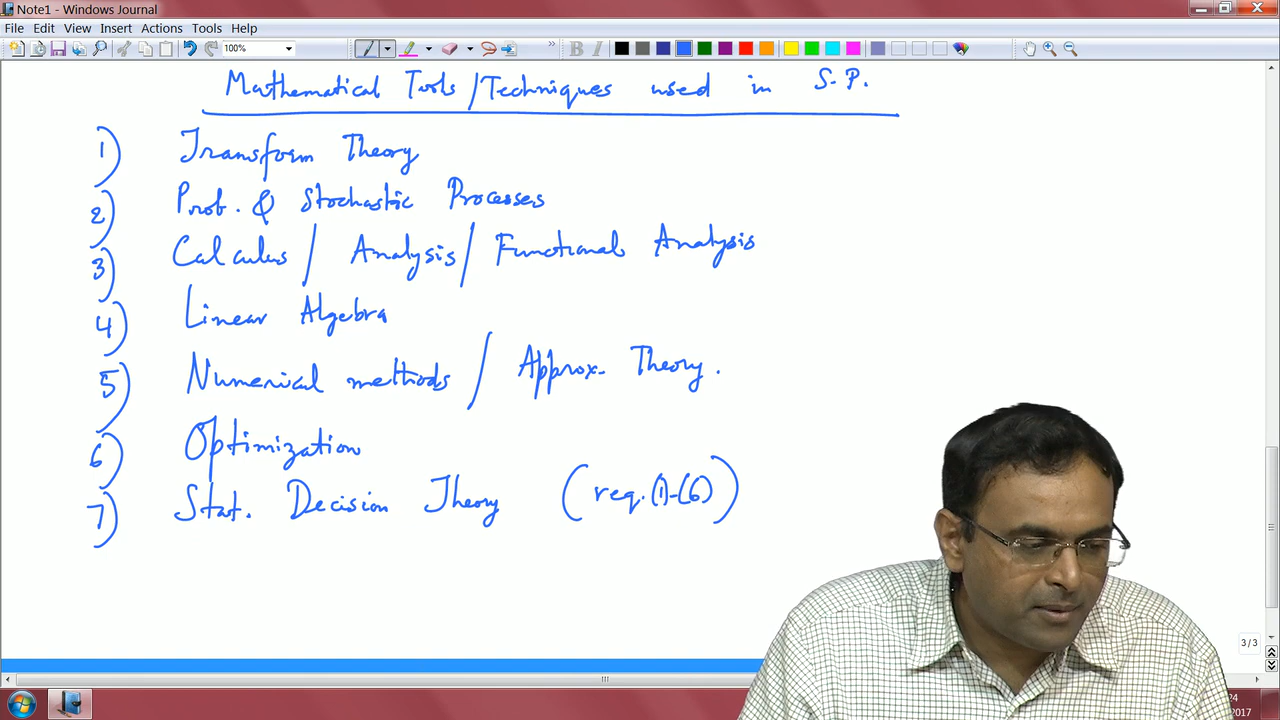 Note1 - Windows Journal
File Edit View Insert Actions Tools Help
100%
Mathematical Tools/Techniques used in S.P.
1) Transform Theory
2) Prob. & Stochastic Processes
3) Calculus / Analysis / Functional Analysis
4) Linear Algebra
5) Numerical methods / Approx. Theory.
6) Optimization
7) Stat. Decision Theory (req. (1)-(6))
3/3
24
2017